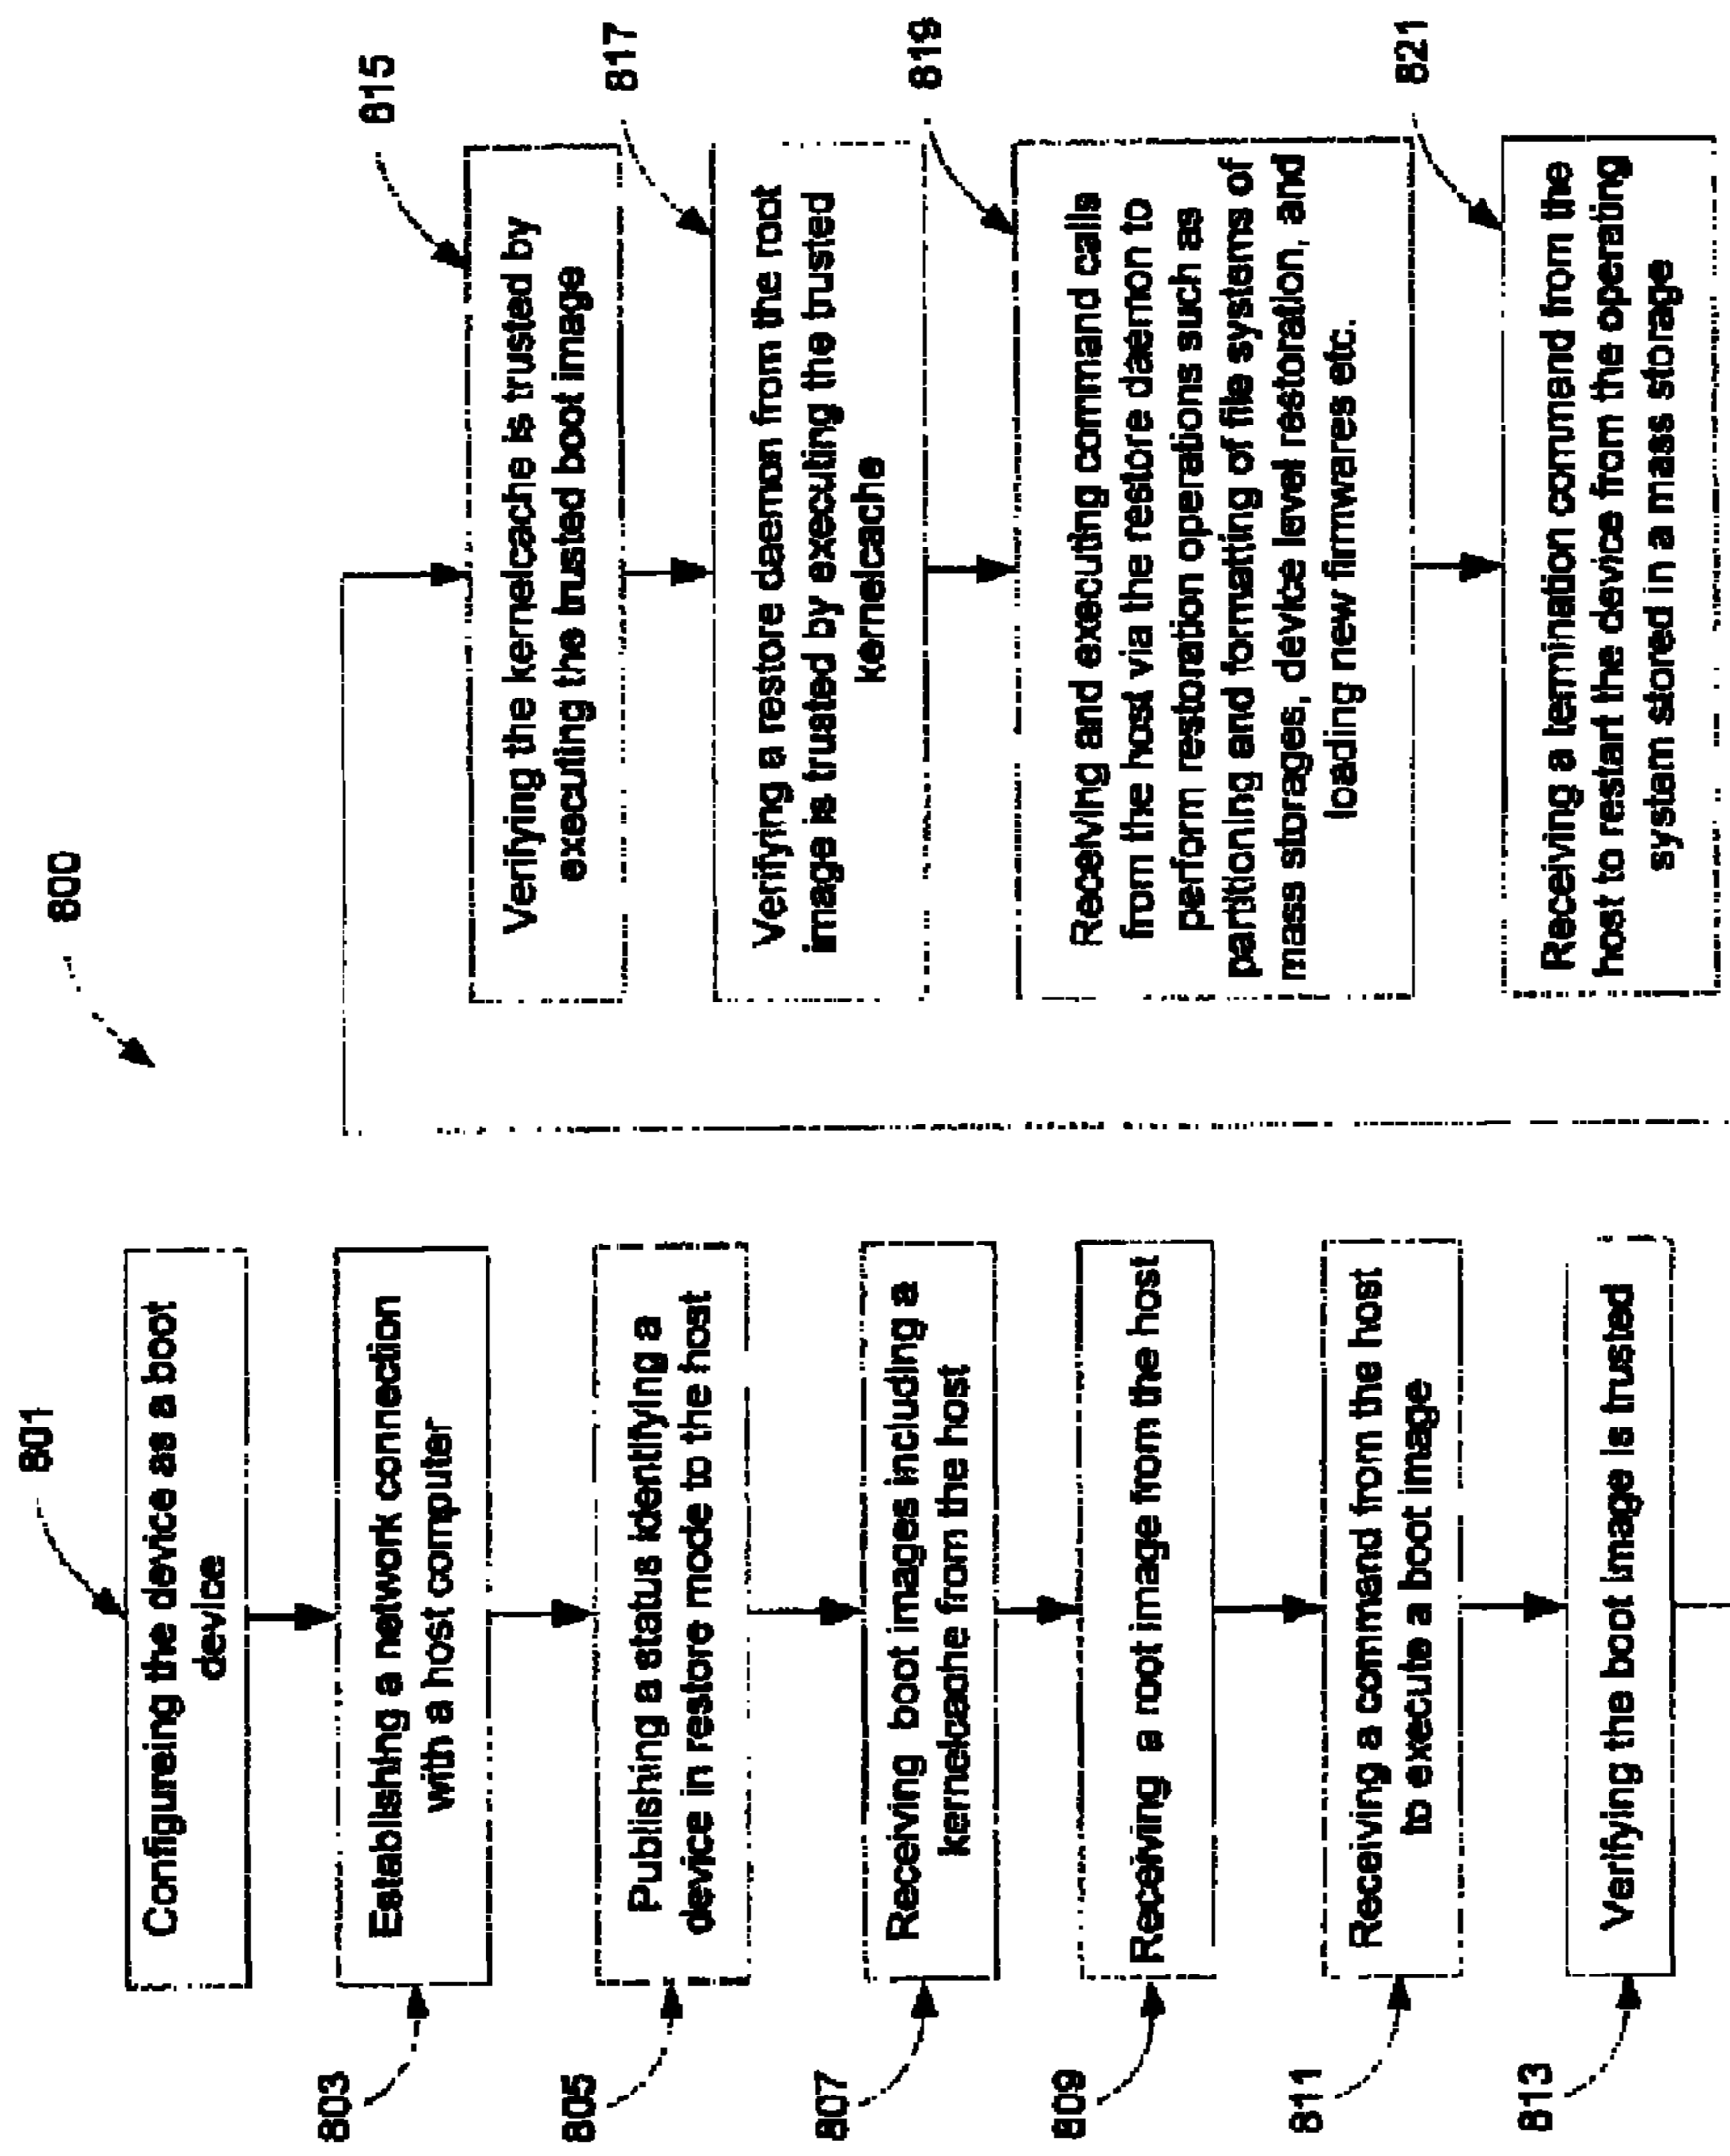 800
801
Configureing the device as a boot
device
803
Establishing a network connection
with a host computer
805
Publishing a status identifying a
device in restore mode to the host
807
Receiving boot images including a
kernelcache from the host
809
Receiving a root image from the host
811
Receiving a command from the host
to execute a boot image
813
Verifying the boot image is trusted
815
Verifying the kernelcache is trusted by
executing the trusted boot image
817
Verifying a restore daemon from the root
image is trusted by executing the trusted
kernelcache
819
Receiving and executing command calls
from the host via the restore daemon to
perform restoration operations such as
partitioning and formating of file systems of
mass storages, device level restoration, and
loading new firmwares etc.
821
Receiving a termination command from the
host to restart the device from the operating
system stored in a mass storage